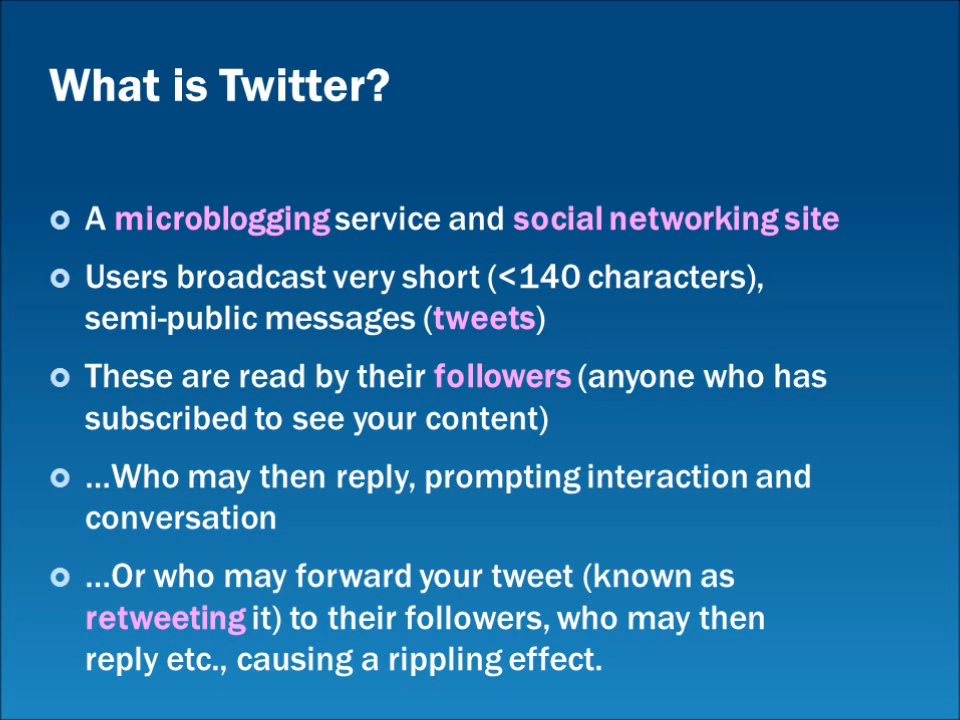 What is Twitter?
A microblogging service and social networking site
Users broadcast very short (<140 characters),
semi-public messages (tweets)
These are read by their followers (anyone who has
subscribed to see your content)
...Who may then reply, prompting interaction and
conversation
...Or who may forward your tweet (known as
retweeting it) to their followers, who may then
reply etc., causing a rippling effect.